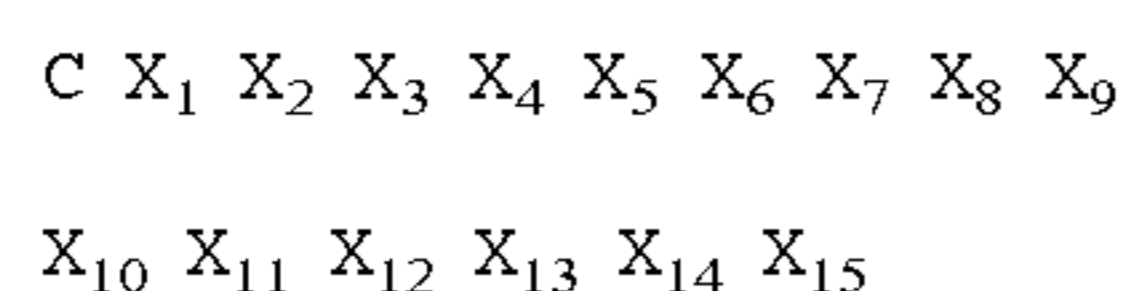 C X₁ X₂ X₃ X₄ X₅ X₆ X₇ X₈ X₉
X₁₀ X₁₁ X₁₂ X₁₃ X₁₄ X₁₅